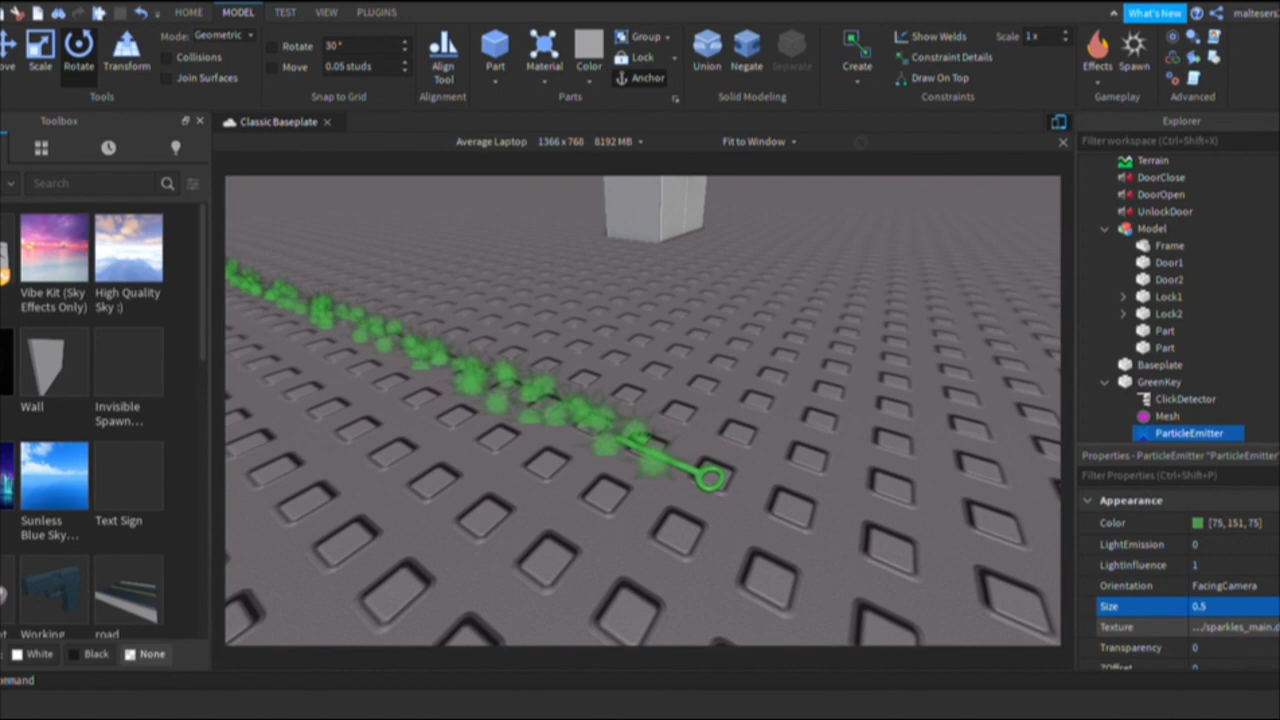 HOME MODEL TEST VIEW PLUGINS
What's New
Scale Rotate Transform
Mode: Geometric
Collisions
Join Surfaces
Tools
Rotate 30°
Move 0.05 studs
Snap to Grid
Align
Tool
Alignment
Part Material Color
Group
Lock
Anchor
Parts
Union Negate Separate
Solid Modeling
Create
Show Welds Scale 1x
Constraint Details
Draw On Top
Constraints
Effects Spawn
Gameplay
Advanced
Toolbox
Search
Vibe Kit (Sky
Effects Only)
High Quality
Sky :)
Wall
Invisible
Spawn...
Sunless
Blue Sky...
Text Sign
Working
road
White Black None
Classic Baseplate
Average Laptop 1366 x 768 8192 MB
Fit to Window
Explorer
Filter workspace (Ctrl+Shift+X)
Terrain
DoorClose
DoorOpen
UnlockDoor
Model
Frame
Door1
Door2
Lock1
Lock2
Part
Part
Baseplate
GreenKey
ClickDetector
Mesh
ParticleEmitter
Properties - ParticleEmitter "ParticleEmitter"
Filter Properties (Ctrl+Shift+P)
Appearance
Color [75, 151, 75]
LightEmission 0
LightInfluence 1
Orientation FacingCamera
Size 0.5
Texture .../sparkles_main.d
Transparency 0